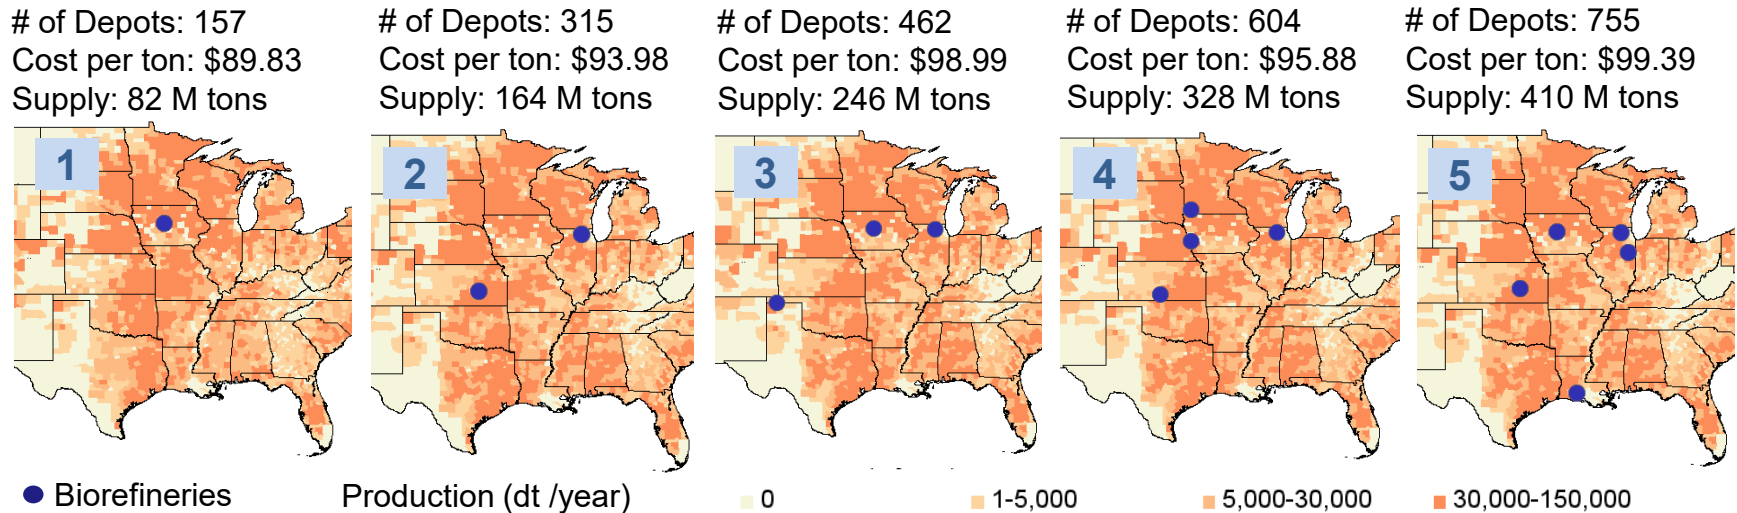 # of Depots: 157
Cost per ton: $89.83
Supply: 82 M tons
1
# of Depots: 315
Cost per ton: $93.98
Supply: 164 M tons
2
# of Depots: 462
Cost per ton: $98.99
Supply: 246 M tons
3
# of Depots: 604
Cost per ton: $95.88
Supply: 328 M tons
4
# of Depots: 755
Cost per ton: $99.39
Supply: 410 M tons
5
Biorefineries
Production (dt /year)
0
1-5,000
5,000-30,000
30,000-150,000